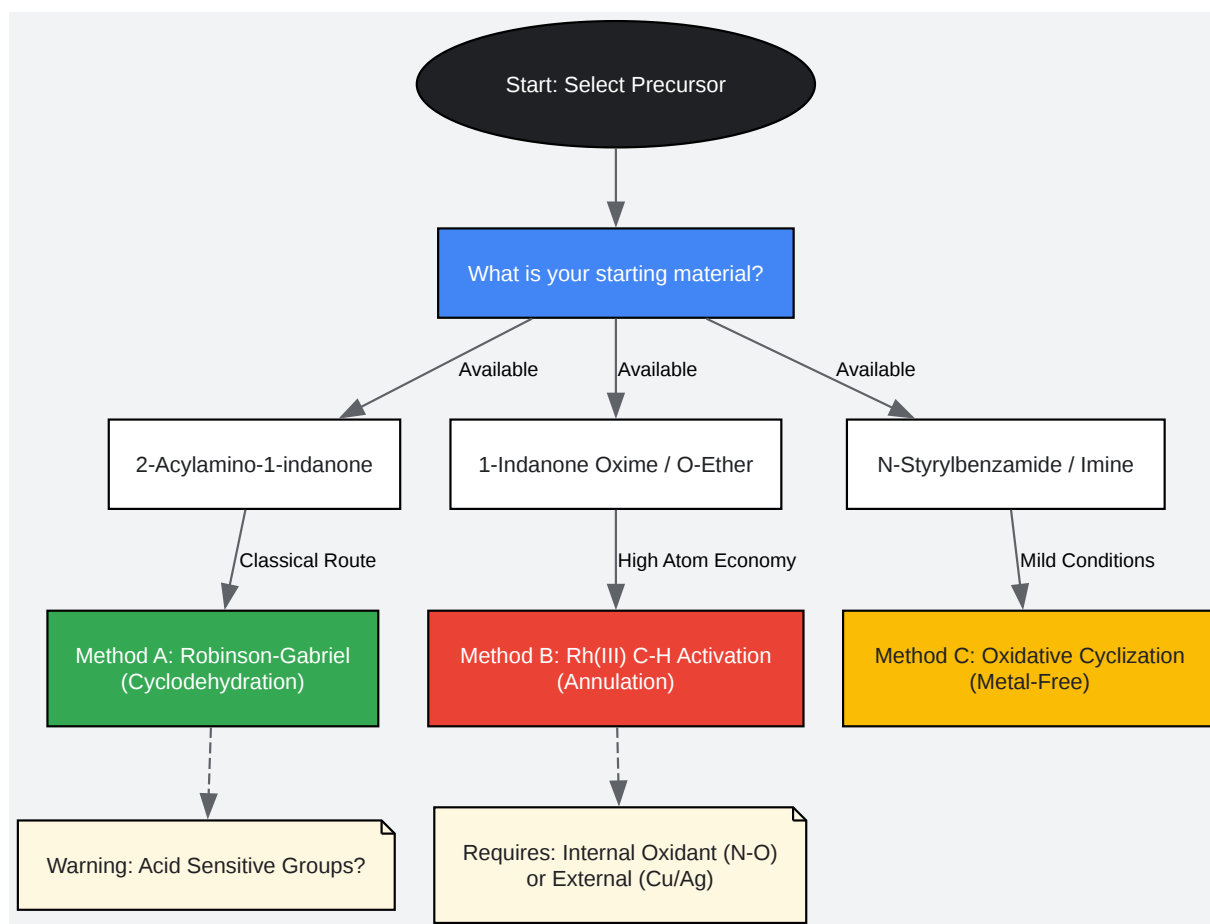 Start: Select Precursor
What is your starting material?
Available
Available
Available
2-Acylamino-1-indanone
1-Indanone Oxime / O-Ether
N-Styrylbenzamide / Imine
Classical Route
High Atom Economy
Mild Conditions
Method A: Robinson-Gabriel
(Cyclodehydration)
Method B: Rh(III) C-H Activation
(Annulation)
Method C: Oxidative Cyclization
(Metal-Free)
Warning: Acid Sensitive Groups?
Requires: Internal Oxidant (N-O)
or External (Cu/Ag)